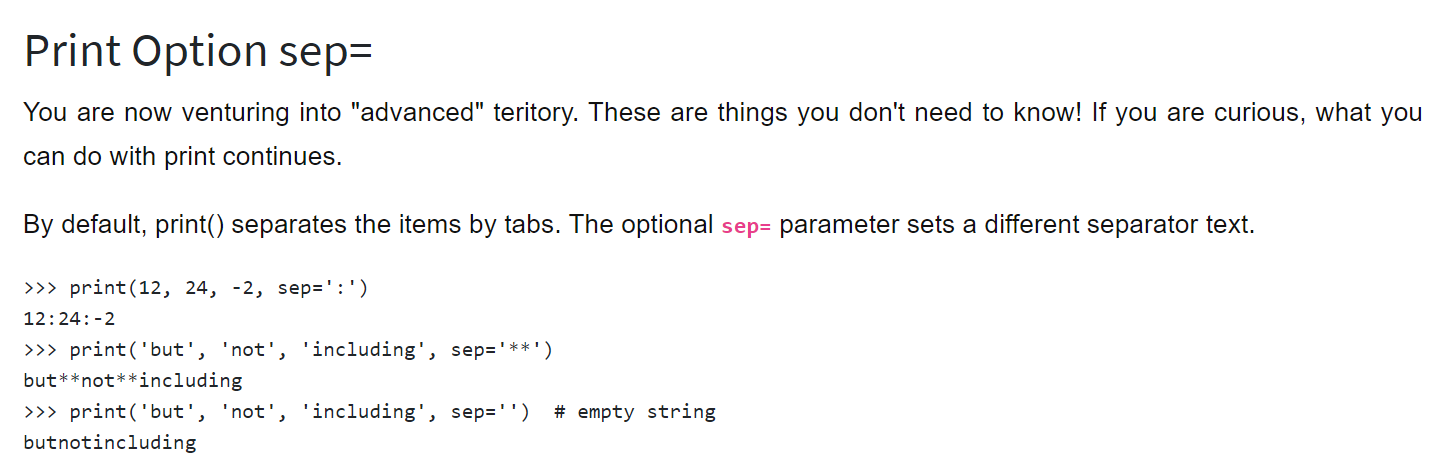 Print Option sep=
You are now venturing into "advanced" teritory. These are things you don't need to know! If you are curious, what you
can do with print continues.
By default, print() separates the items by tabs. The optional sep= parameter sets a different separator text.
>>> print(12, 24, -2, sep=':')
12:24:-2
>>> print('but', 'not', 'including', sep='**')
but**not**including
>>> print('but', 'not', 'including', sep='')  # empty string
butnotincluding